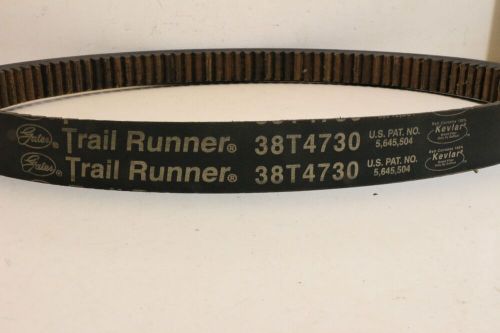 Gates® Trail Runner® 38T4730 U.S. PAT. NO. 5,645,504 Kevlar
Gates® Trail Runner® 38T4730 U.S. PAT. NO. 5,645,504 Kevlar